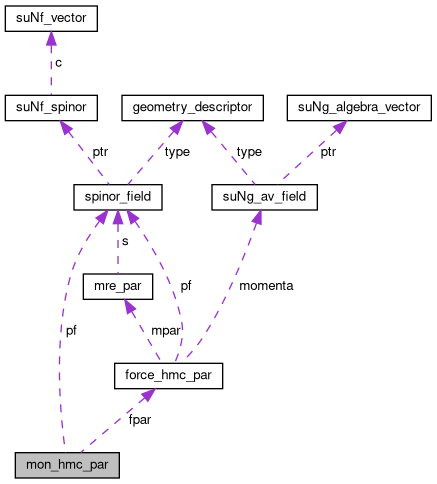 suNf_vector
c
suNf_spinor
geometry_descriptor
suNg_algebra_vector
ptr
type
type
ptr
spinor_field
suNg_av_field
s
mre_par
pf
momenta
pf
mpar
force_hmc_par
fpar
mon_hmc_par